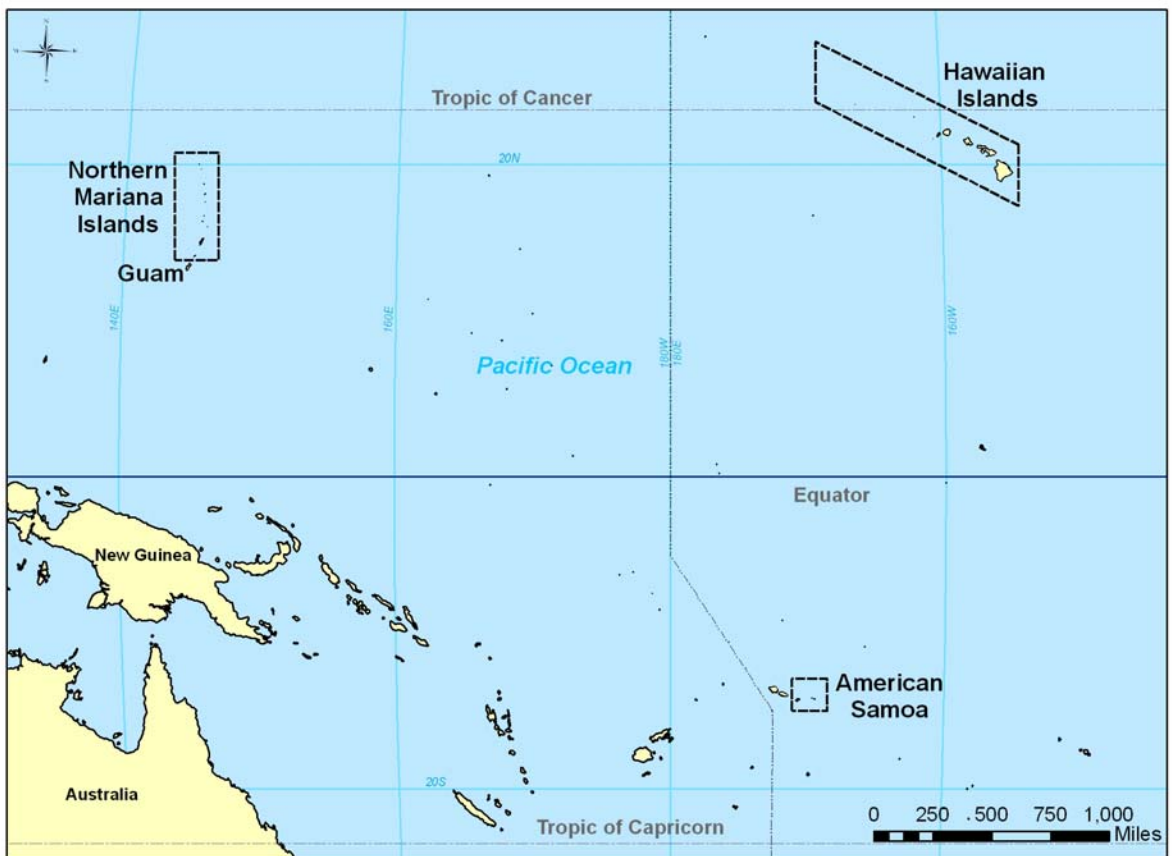 Hawaiian
Islands
Tropic of Cancer
20N
Northern
Mariana
Islands
Guam
140E
160E
180W
180E
160W
Pacific Ocean
Equator
New Guinea
American
Samoa
Australia
20S
Tropic of Capricorn
0 250 500 750 1,000
Miles